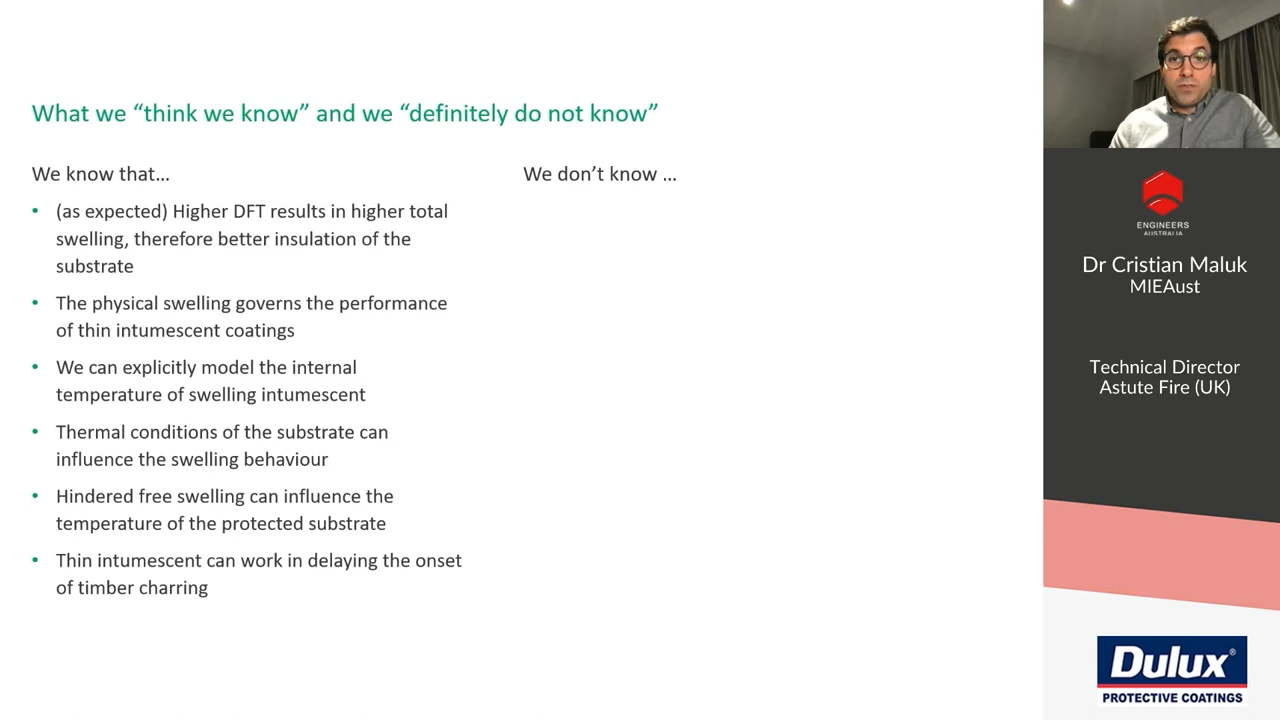 What we “think we know” and we “definitely do not know”
We know that...
• (as expected) Higher DFT results in higher total
swelling, therefore better insulation of the
substrate
• The physical swelling governs the performance
of thin intumescent coatings
• We can explicitly model the internal
temperature of swelling intumescent
• Thermal conditions of the substrate can
influence the swelling behaviour
• Hindered free swelling can influence the
temperature of the protected substrate
• Thin intumescent can work in delaying the onset
of timber charring
We don’t know ...
ENGINEERS
AUSTRALIA
Dr Cristian Maluk
MIEAust
Technical Director
Astute Fire (UK)
Dulux®
PROTECTIVE COATINGS